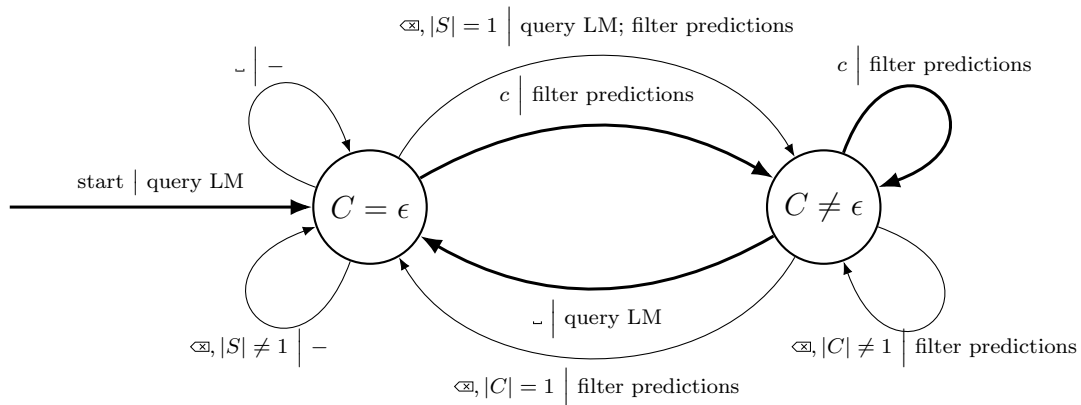 ⌫, |S| = 1 | query LM; filter predictions
␣ | −
c | filter predictions
c | filter predictions
start | query LM
C = ϵ
C ≠ ϵ
␣ | query LM
⌫, |S| ≠ 1 | −
⌫, |C| ≠ 1 | filter predictions
⌫, |C| = 1 | filter predictions